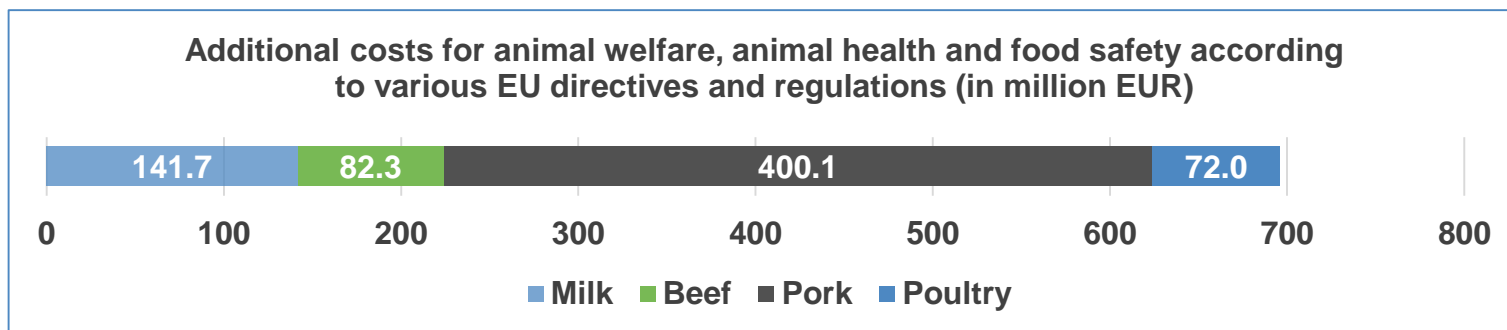 Additional costs for animal welfare, animal health and food safety according
to various EU directives and regulations (in million EUR)
141.7 82.3 400.1 72.0
0 100 200 300 400 500 600 700 800
Milk Beef Pork Poultry